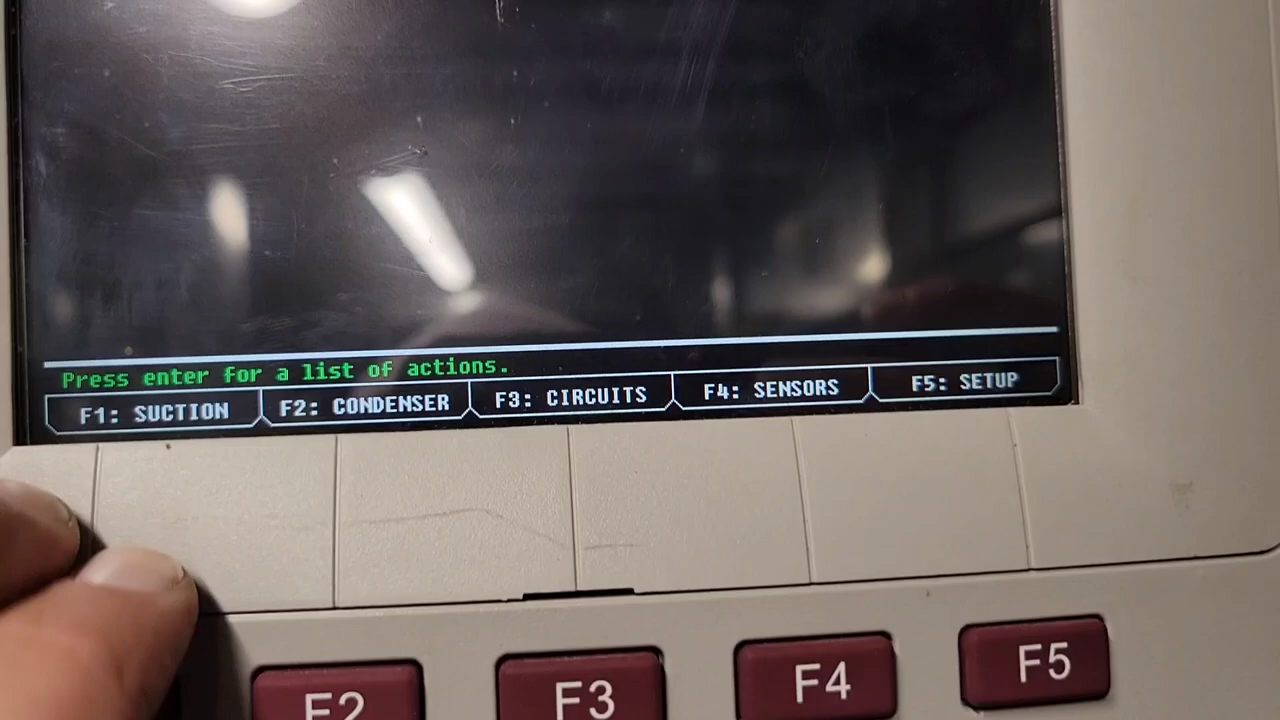 Press enter for a list of actions.
F1: SUCTION F2: CONDENSER F3: CIRCUITS F4: SENSORS F5: SETUP
F2 F3 F4 F5